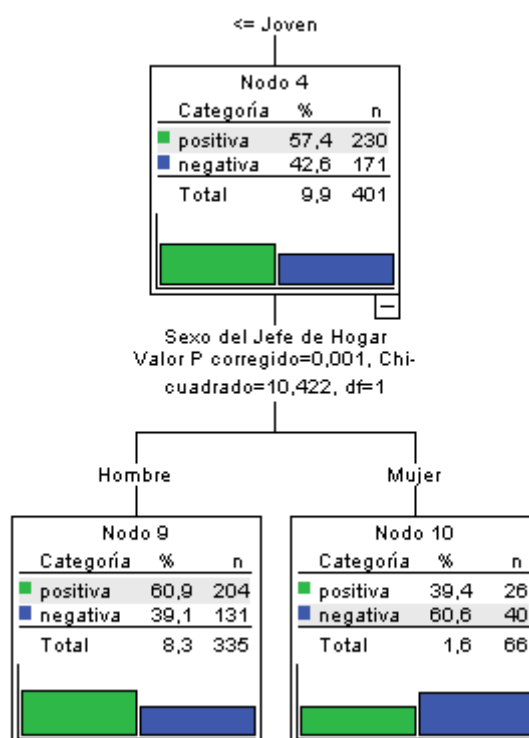 <= Joven
Nodo 4
Categoría % n
positiva 57,4 230
negativa 42,6 171
Total 9,9 401
Sexo del Jefe de Hogar
Valor P corregido=0,001, Chi-
cuadrado=10,422, df=1
Hombre Mujer
Nodo 9
Categoría % n
positiva 60,9 204
negativa 39,1 131
Total 8,3 335
Nodo 10
Categoría % n
positiva 39,4 26
negativa 60,6 40
Total 1,6 66